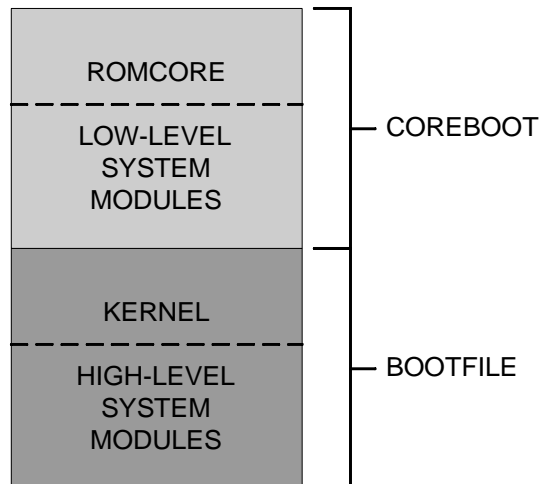 ROMCORE
LOW-LEVEL
SYSTEM
MODULES
COREBOOT
KERNEL
HIGH-LEVEL
SYSTEM
MODULES
BOOTFILE